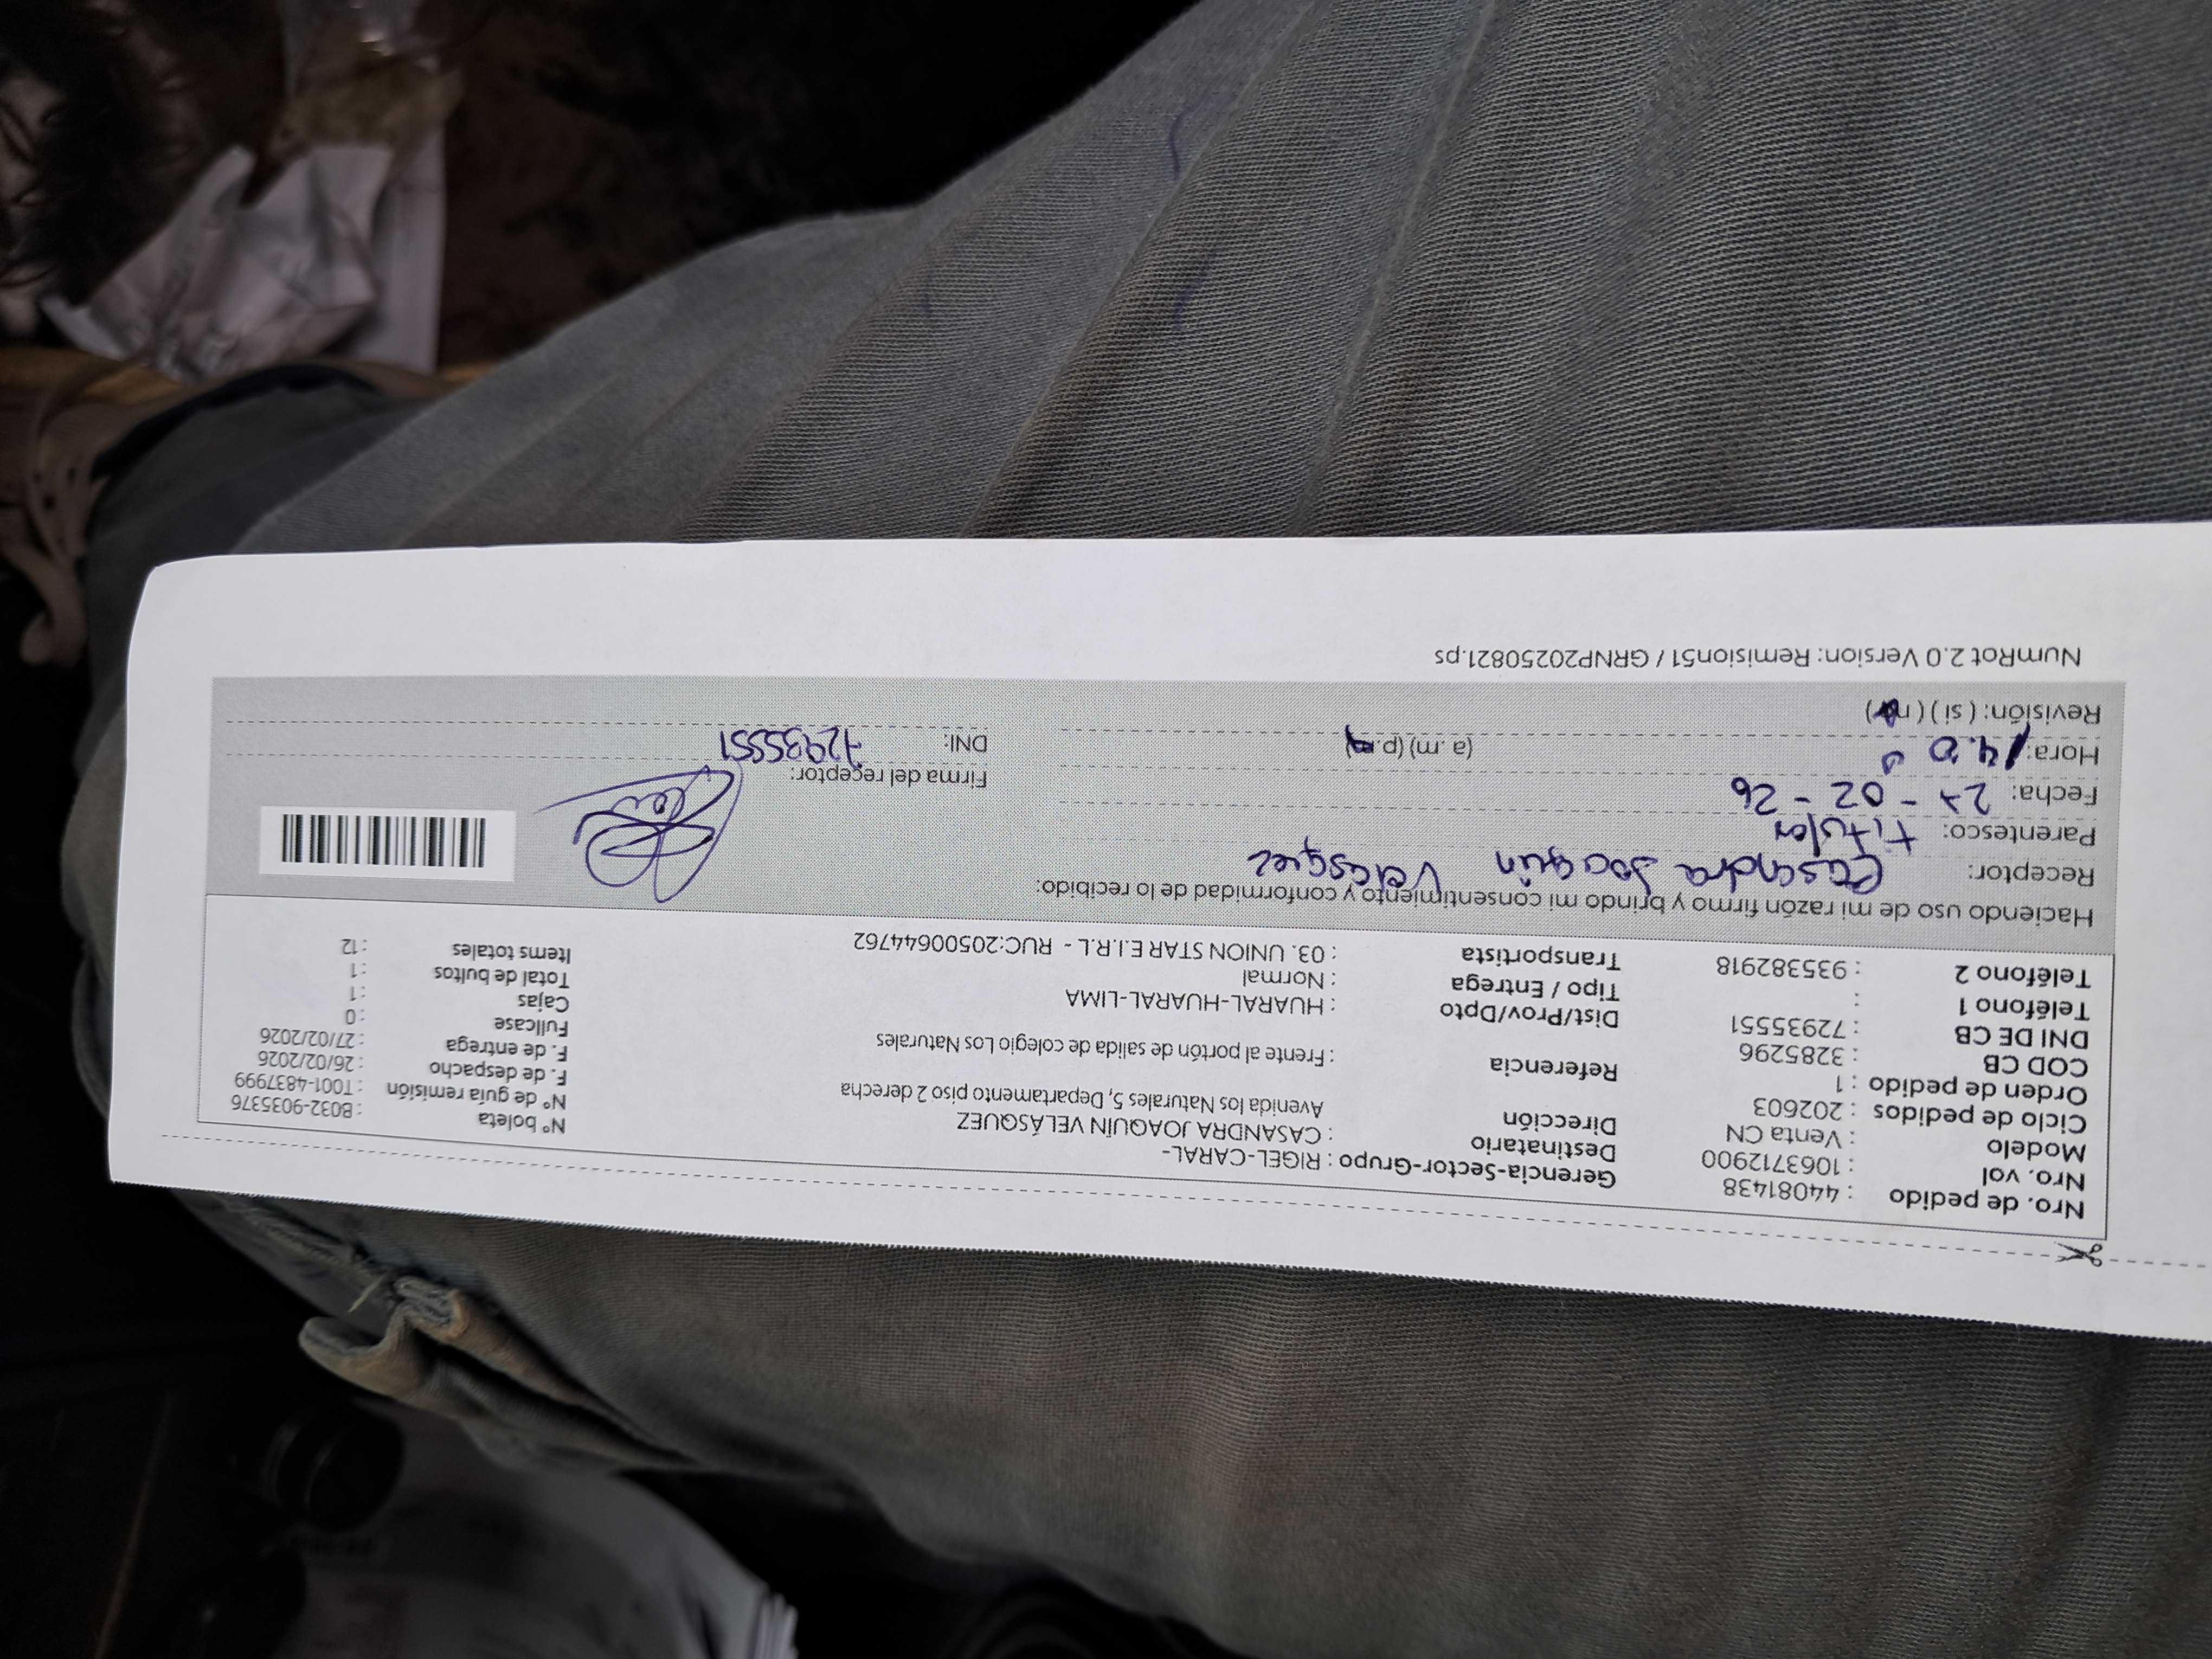 Nro. de pedido : 44081438
Nro. vol : 1063712900
Modelo : Venta CN
Ciclo de pedidos : 202603
Orden de pedido : 1
COD CB : 3285296
DNI DE CB : 72935551
Teléfono 1 :
Teléfono 2 : 935382918
Gerencia-Sector-Grupo : RIGEL-CARAL-
Destinatario : CASANDRA JOAQUÍN VELÁSQUEZ
Dirección Avenida los Naturales 5, Departamento piso 2 derecha
Referencia : Frente al portón de salida de colegio Los Naturales
Dist/Prov/Dpto : HUARAL-HUARAL-LIMA
Tipo / Entrega : Normal
Transportista : 03. UNION STAR E.I.R.L - RUC:20500644762
N° boleta : B032-9035376
N° de guía remisión : T001-4837999
F. de despacho : 26/02/2026
F. de entrega : 27/02/2026
Fullcase : 0
Cajas : 1
Total de bultos : 1
Items totales : 12
Haciendo uso de mi razón firmo y brindo mi consentimiento y conformidad de lo recibido:
Receptor: Casandra Joaquin Velasquez
Parentesco: titular
Fecha: 27 - 02 - 26
Hora: (a.m) (p.m)
Revisión: ( si ) ( no )
Firma del receptor:
DNI: 72935551
NumRot 2.0 Version: Remision51 / GRNP20250821.ps